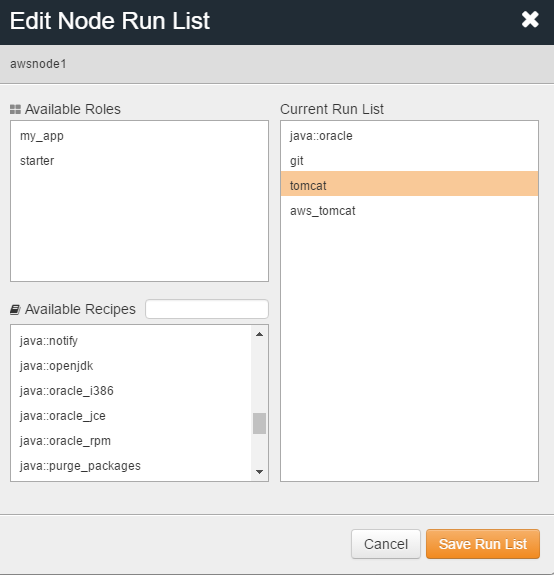 Edit Node Run List
awsnode1
Available Roles
my_app
starter
Available Recipes
java::notify
java::openjdk
java::oracle_i386
java::oracle_jce
java::oracle_rpm
java::purge_packages
Current Run List
java::oracle
git
tomcat
aws_tomcat
Cancel
Save Run List